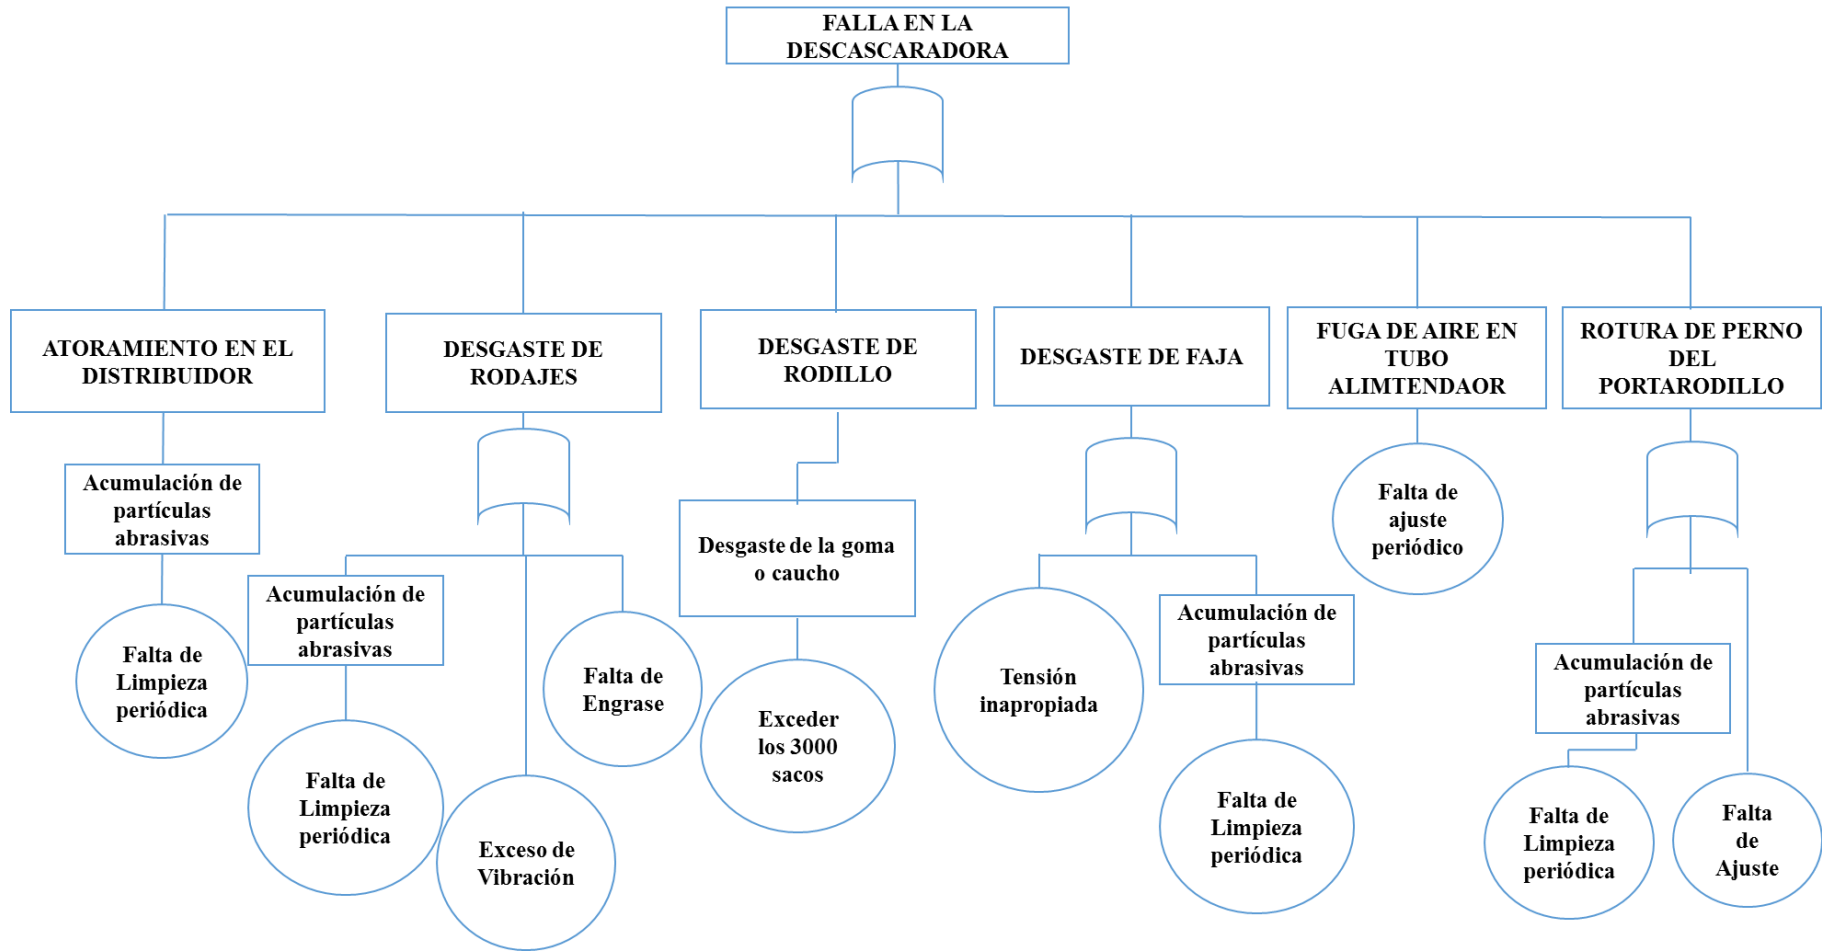 FALLA EN LA
DESCASCARADORA
ATORAMIENTO EN EL
DISTRIBUIDOR
DESGASTE DE
RODAJES
DESGASTE DE
RODILLO
DESGASTE DE FAJA
FUGA DE AIRE EN
TUBO
ALIMTENDAOR
ROTURA DE PERNO
DEL
PORTARODILLO
Acumulación de
partículas
abrasivas
Falta de
Limpieza
periódica
Acumulación de
partículas
abrasivas
Falta de
Limpieza
periódica
Exceso de
Vibración
Falta de
Engrase
Desgaste de la goma
o caucho
Exceder
los 3000
sacos
Tensión
inapropiada
Acumulación de
partículas
abrasivas
Falta de
Limpieza
periódica
Falta de
ajuste
periódico
Acumulación de
partículas
abrasivas
Falta de
Limpieza
periódica
Falta
de
Ajuste